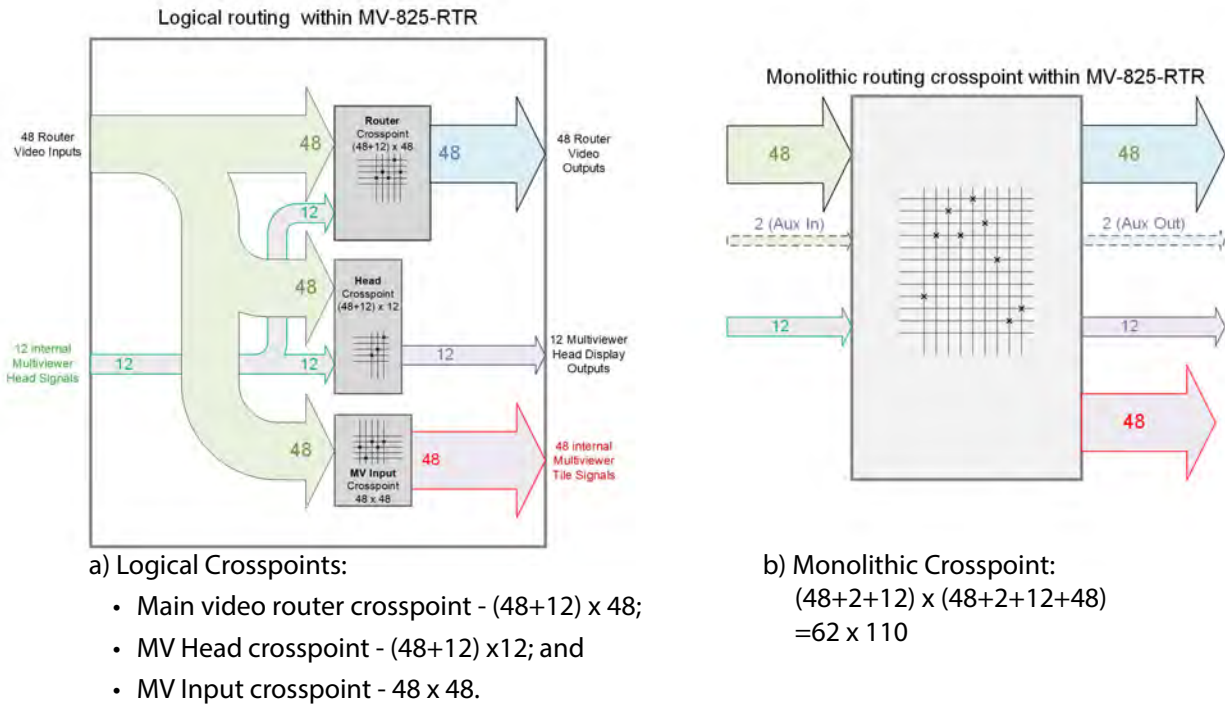 Logical routing within MV-825-RTR
48 Router
Video Inputs
48
Router
Crosspoint
(48+12) x 48
48
48 Router
Video
Outputs
12
48
Head
Crosspoint
(48+12) x 12
12 internal
Multiviewer
Head Signals
12
12
12
12 Multiviewer
Head Display
Outputs
48
MV Input
Crosspoint
48 x 48
48
48 internal
Multiviewer
Tile Signals
a) Logical Crosspoints:
• Main video router crosspoint - (48+12) x 48;
• MV Head crosspoint - (48+12) x12; and
• MV Input crosspoint - 48 x 48.
Monolithic routing crosspoint within MV-825-RTR
48
48
2 (Aux In)
2 (Aux Out)
12
12
48
b) Monolithic Crosspoint:
(48+2+12) x (48+2+12+48)
=62 x 110